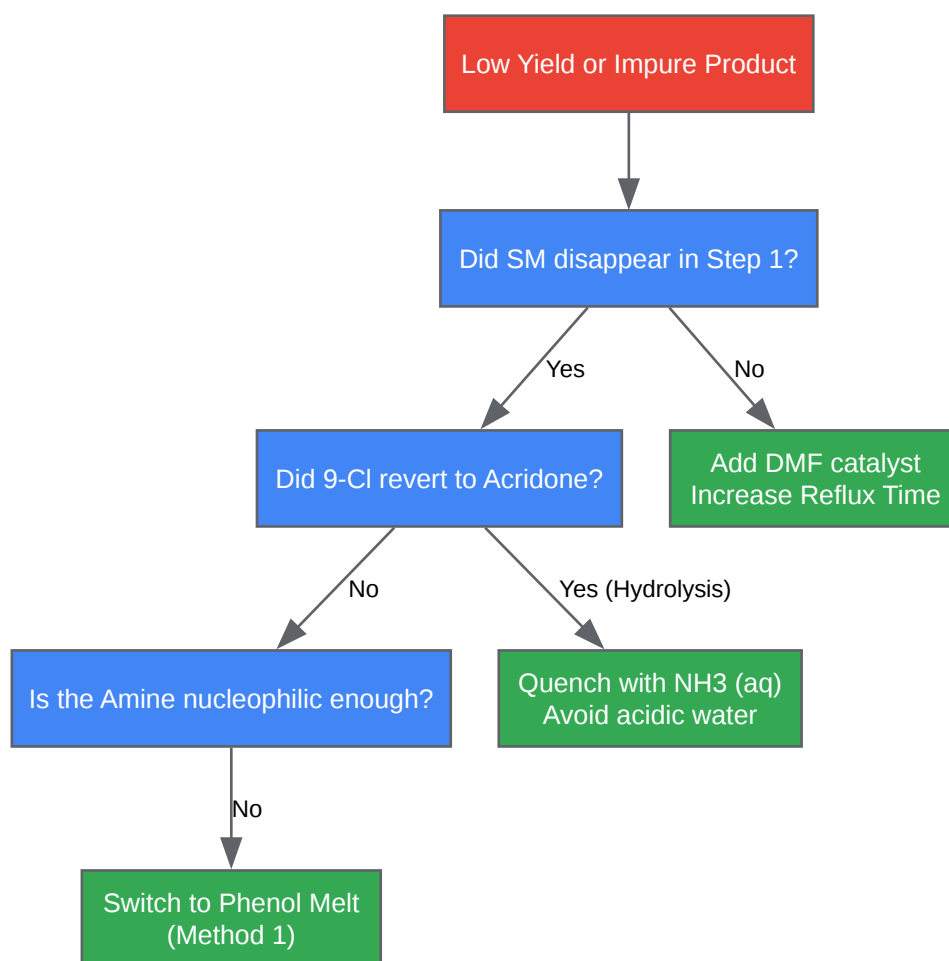 Low Yield or Impure Product
Did SM disappear in Step 1?
Yes
No
Did 9-Cl revert to Acridone?
Add DMF catalyst
Increase Reflux Time
No
Yes (Hydrolysis)
Is the Amine nucleophilic enough?
Quench with NH3 (aq)
Avoid acidic water
No
Switch to Phenol Melt
(Method 1)